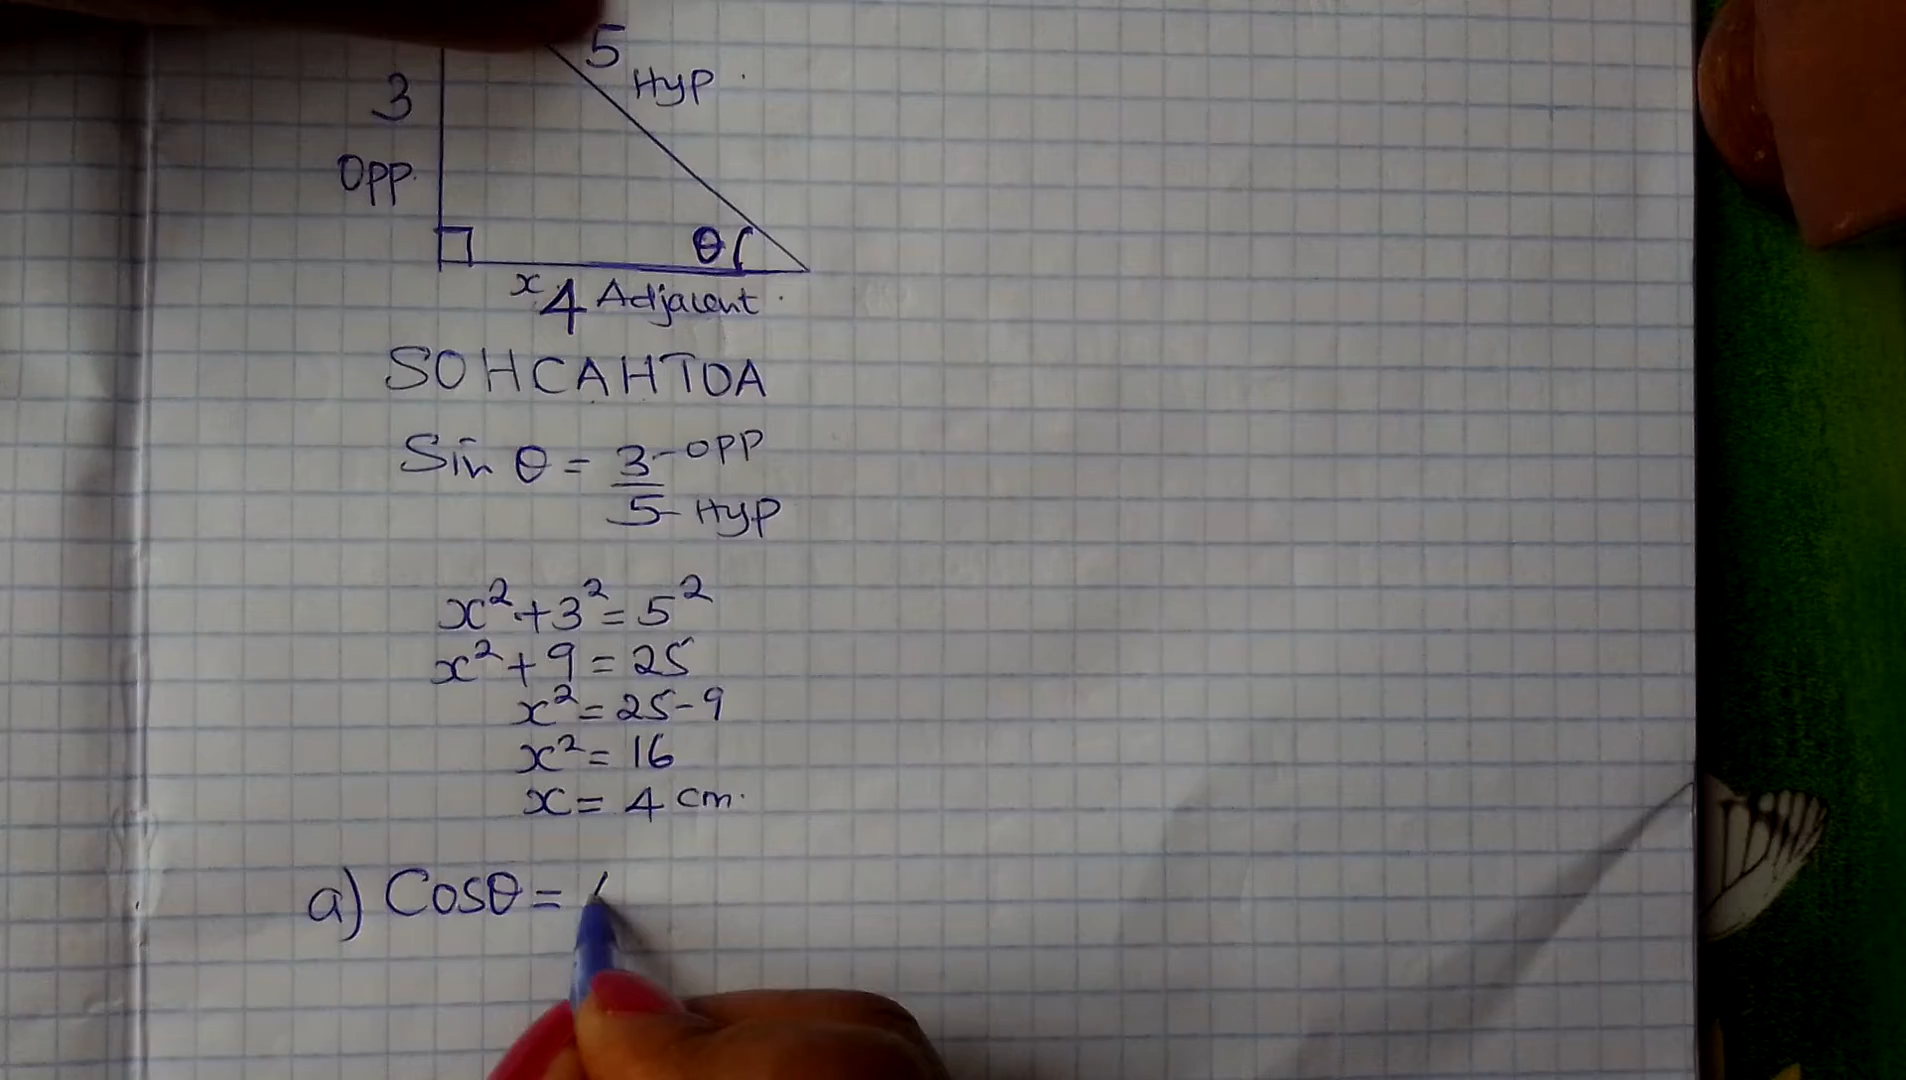 5
Hyp
3
Opp.
θ
x 4 Adjacent
SOHCAHTOA
Sin θ = 3 - OPP
5 - Hyp
x² + 3² = 5²
x² + 9 = 25
x² = 25 - 9
x² = 16
x = 4 cm.
a) Cosθ =